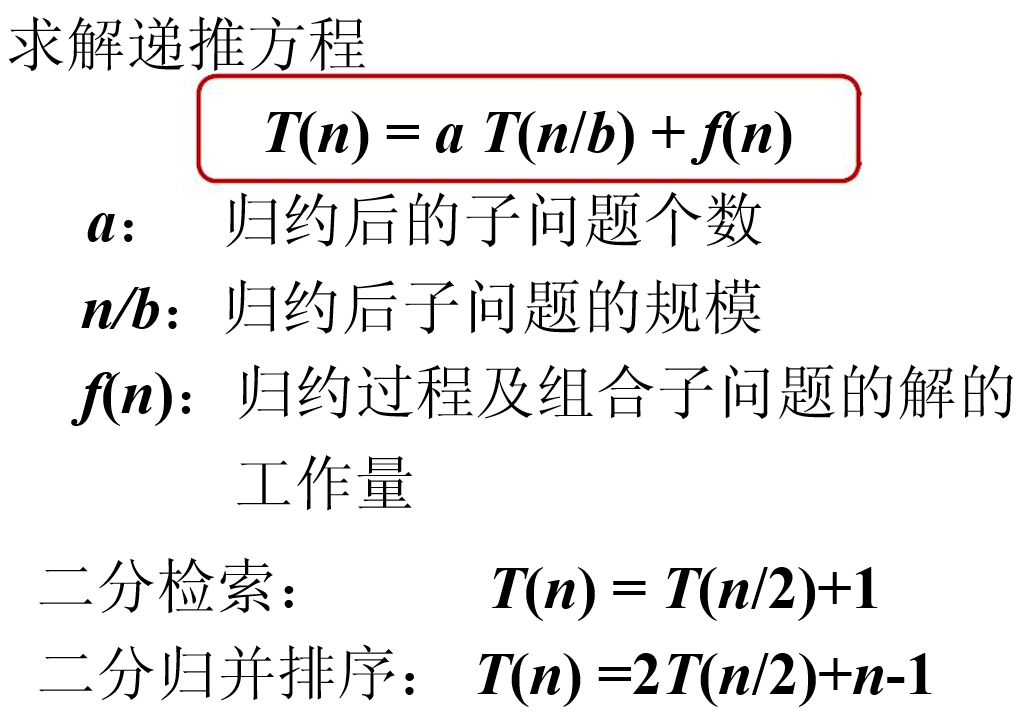 求解递推方程
T(n) = a T(n/b) + f(n)
a： 归约后的子问题个数
n/b：归约后子问题的规模
f(n)：归约过程及组合子问题的解的
工作量
二分检索： T(n) = T(n/2)+1
二分归并排序： T(n) =2T(n/2)+n-1